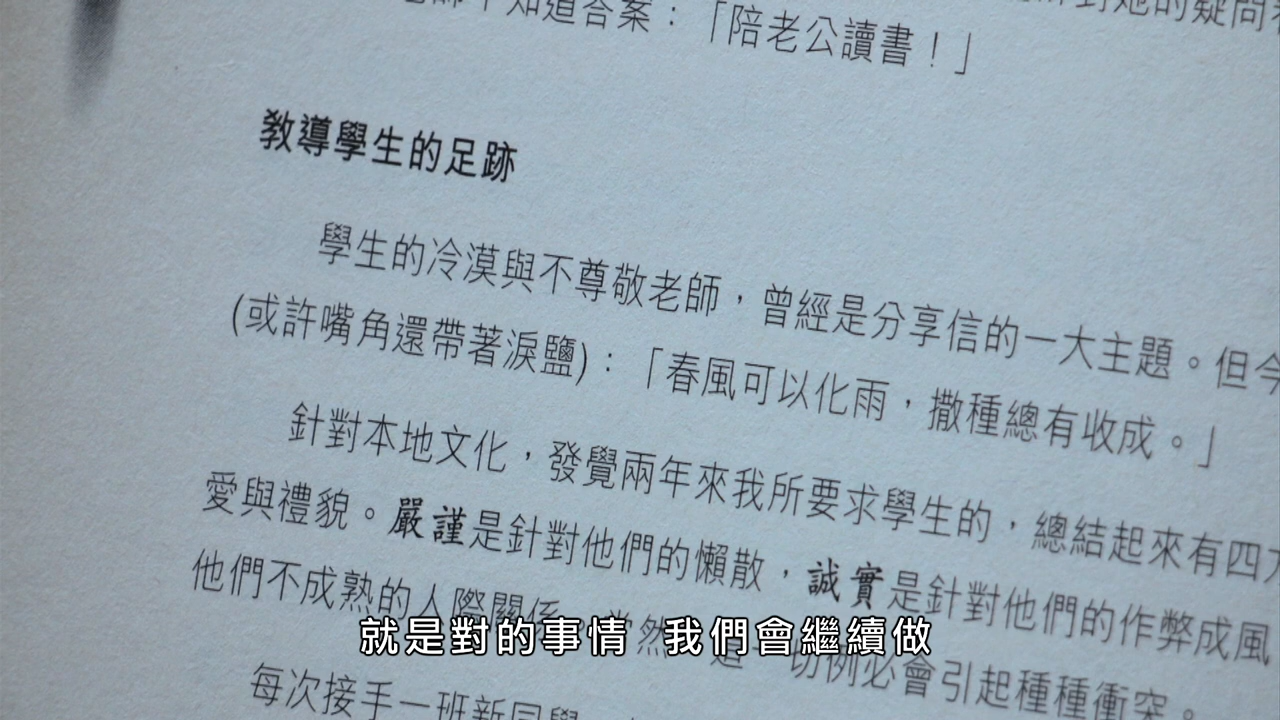 知道答案：「陪老公讀書！」
教導學生的足跡
學生的冷漠與不尊敬老師，曾經是分享信的一大主題。但今
(或許嘴角還帶著淚鹽)：「春風可以化雨，撒種總有收成。」
針對本地文化，發覺兩年來我所要求學生的，總結起來有四方
愛與禮貌。嚴謹是針對他們的懶散，誠實是針對他們的作弊成風
他們不成熟的人際關係。當然
切例必會引起種種衝突。
就是對的事情 我們會繼續做
每次接手一班新同學